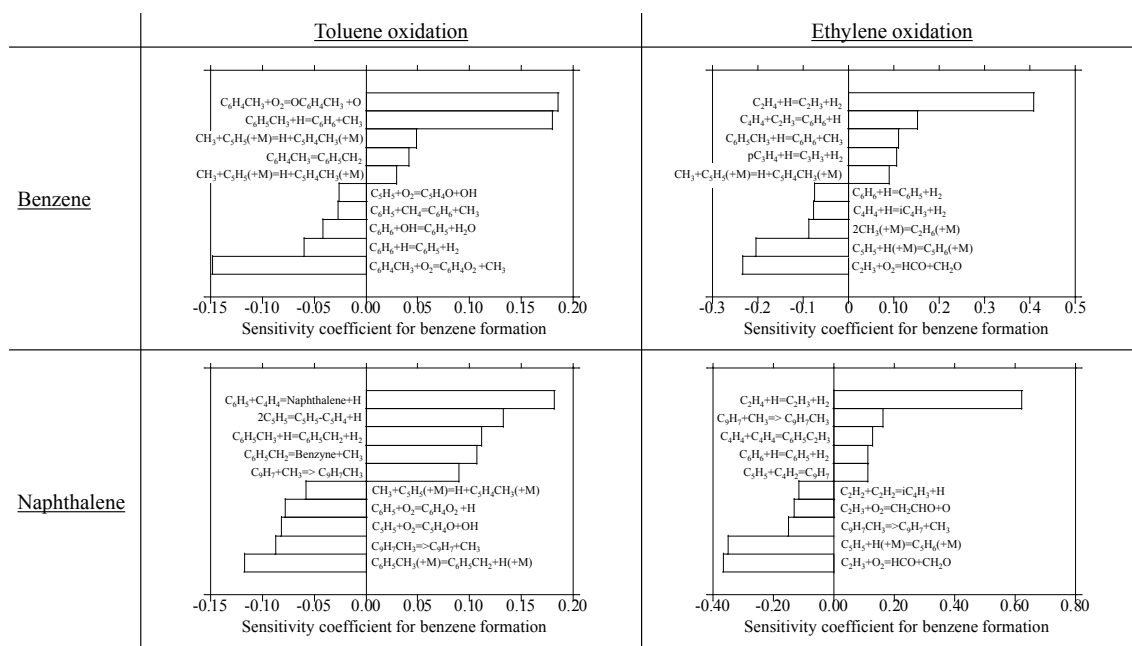 Toluene oxidation
Ethylene oxidation
Benzene
C₆H₄CH₃+O₂=OC₆H₄CH₃ +O
C₆H₅CH₃+H=C₆H₆+CH₃
CH₃+C₅H₅(+M)=H+C₅H₄CH₃(+M)
C₆H₄CH₃=C₆H₅CH₂
CH₃+C₅H₅(+M)=H+C₅H₄CH₃(+M)
C₅H₅+O₂=C₅H₄O+OH
C₆H₅+CH₄=C₆H₆+CH₃
C₆H₆+OH=C₆H₅+H₂O
C₆H₆+H=C₆H₅+H₂
C₆H₄CH₃+O₂=C₆H₄O₂ +CH₃
-0.15 -0.10 -0.05 0.00 0.05 0.10 0.15 0.20
Sensitivity coefficient for benzene formation
C₂H₄+H=C₂H₃+H₂
C₄H₄+C₂H₃=C₆H₆+H
C₆H₅CH₃+H=C₆H₆+CH₃
pC₃H₄+H=C₃H₃+H₂
CH₃+C₅H₅(+M)=H+C₅H₄CH₃(+M)
C₆H₆+H=C₆H₅+H₂
C₄H₄+H=iC₄H₃+H₂
2CH₃(+M)=C₂H₆(+M)
C₅H₅+H(+M)=C₅H₆(+M)
C₂H₃+O₂=HCO+CH₂O
-0.3 -0.2 -0.1 0 0.1 0.2 0.3 0.4 0.5
Sensitivity coefficient for benzene formation
Naphthalene
C₆H₅+C₄H₄=Naphthalene+H
2C₅H₅=C₅H₅-C₅H₄+H
C₆H₅CH₃+H=C₆H₅CH₂+H₂
C₆H₅CH₂=Benzyne+CH₃
C₉H₇+CH₃=> C₉H₇CH₃
CH₃+C₅H₅(+M)=H+C₅H₄CH₃(+M)
C₆H₅+O₂=C₆H₄O₂ +H
C₅H₅+O₂=C₅H₄O+OH
C₉H₇CH₃=>C₉H₇+CH₃
C₆H₅CH₃(+M)=C₆H₅CH₂+H(+M)
-0.15 -0.10 -0.05 0.00 0.05 0.10 0.15 0.20
Sensitivity coefficient for benzene formation
C₂H₄+H=C₂H₃+H₂
C₉H₇+CH₃=> C₉H₇CH₃
C₄H₄+C₄H₄=C₆H₅C₂H₃
C₆H₆+H=C₆H₅+H₂
C₅H₅+C₄H₂=C₉H₇
C₂H₂+C₂H₂=iC₄H₃+H
C₂H₃+O₂=CH₂CHO+O
C₉H₇CH₃=>C₉H₇+CH₃
C₅H₅+H(+M)=C₅H₆(+M)
C₂H₃+O₂=HCO+CH₂O
-0.40 -0.20 0.00 0.20 0.40 0.60 0.80
Sensitivity coefficient for benzene formation